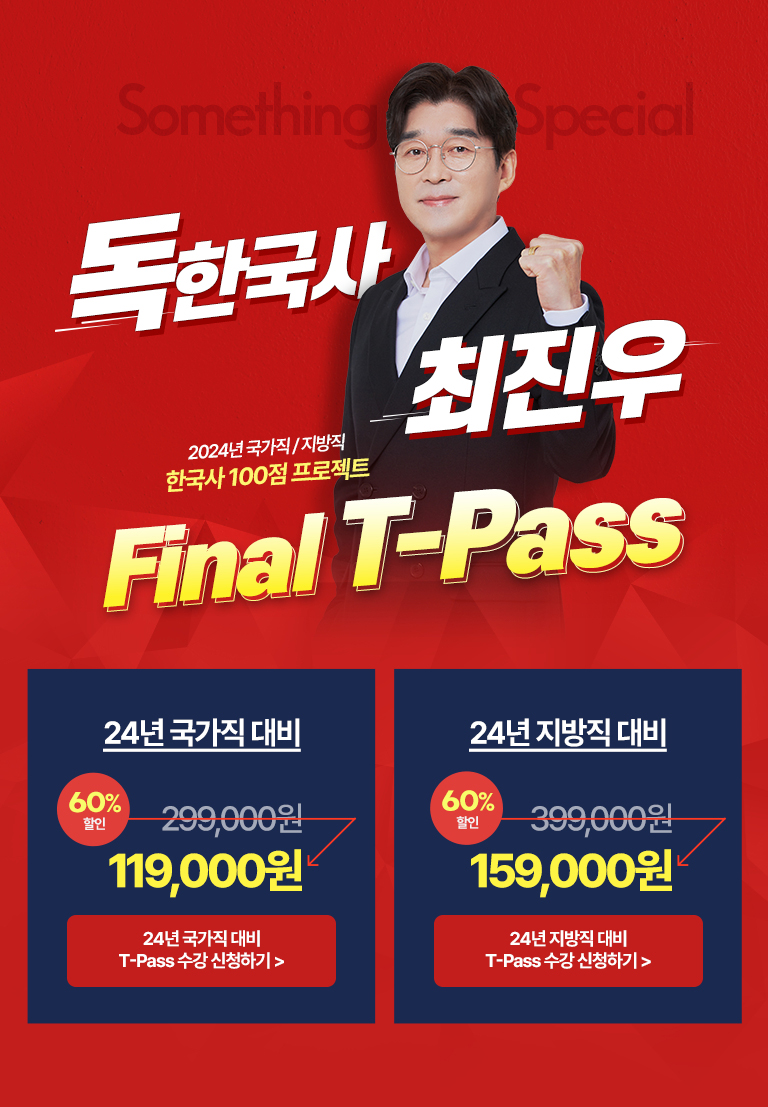 Something Special
독한국사
최진우
2024년 국가직 / 지방직
한국사 100점 프로젝트
Final T-Pass
24년 국가직 대비
60%
할인
299,000원
119,000원
24년 국가직 대비
T-Pass 수강 신청하기 >
24년 지방직 대비
60%
할인
399,000원
159,000원
24년 지방직 대비
T-Pass 수강 신청하기 >